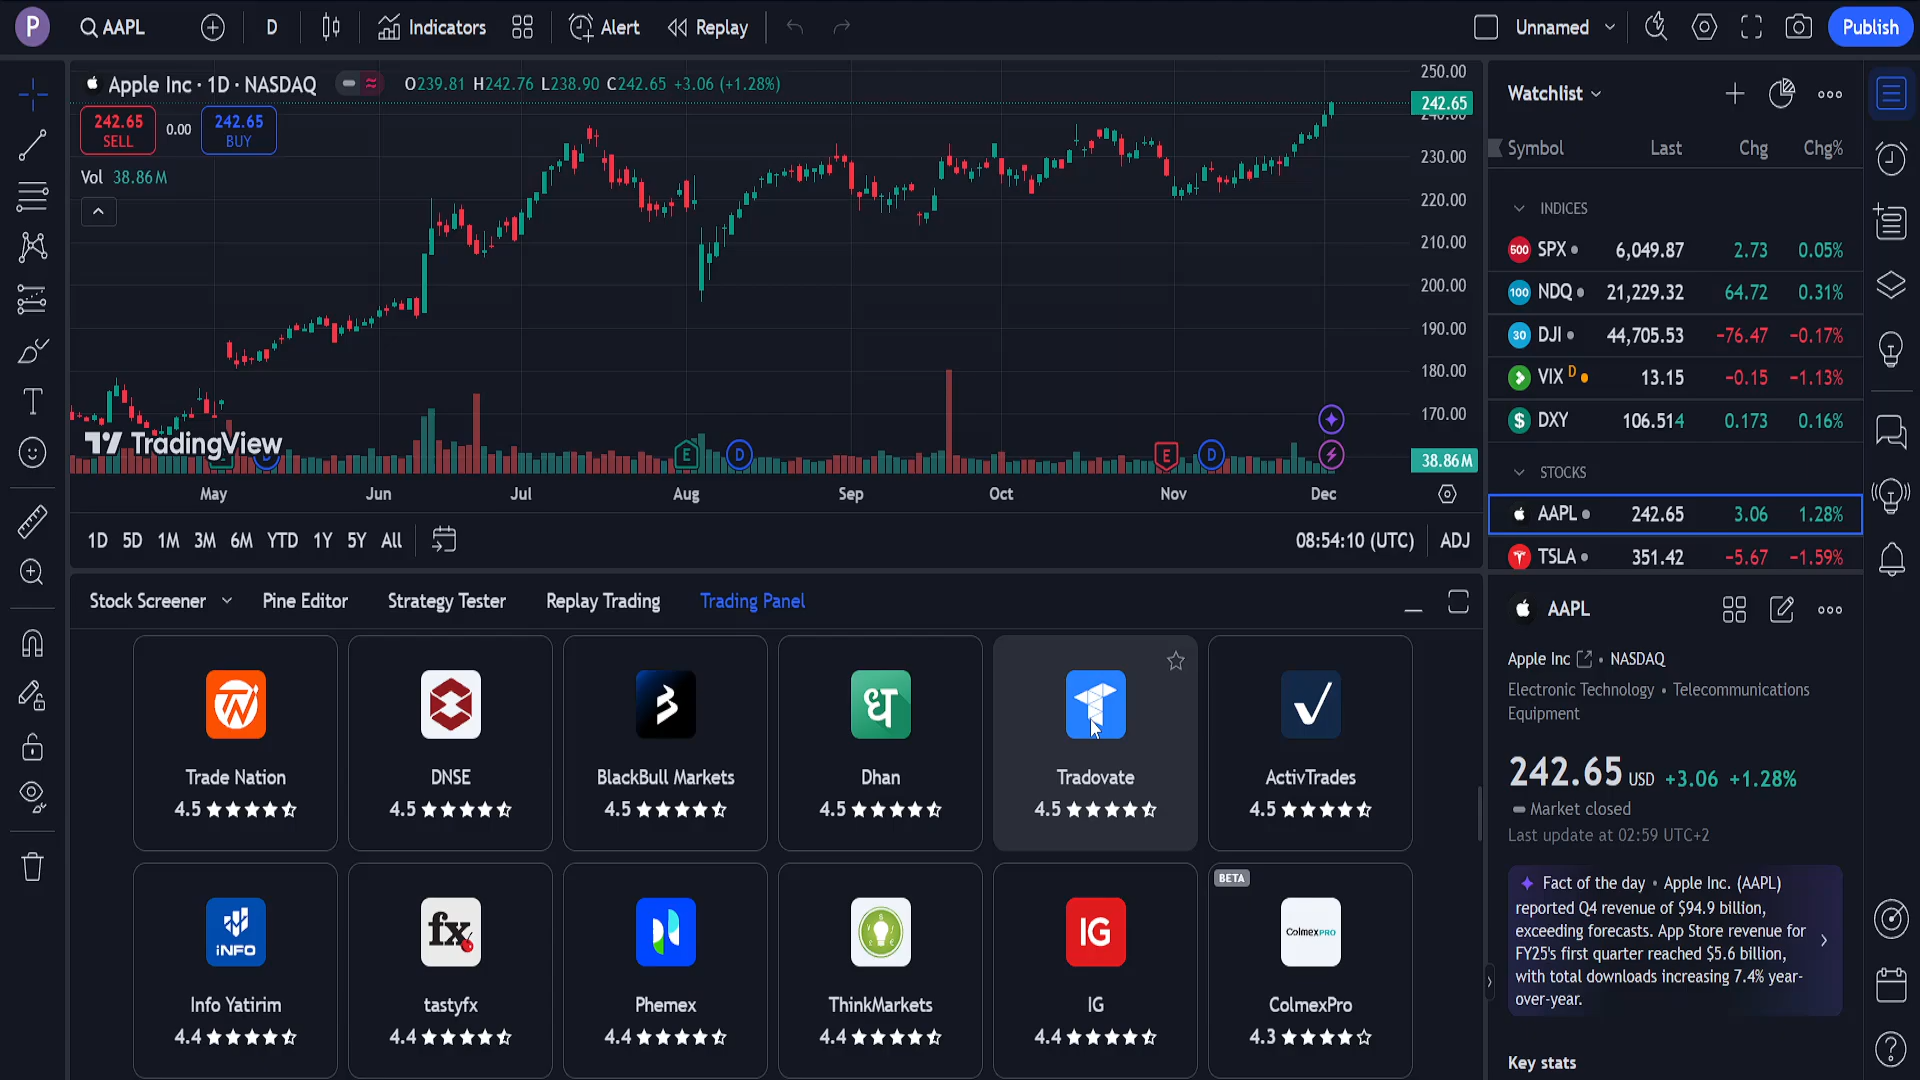 P
AAPL
D
Indicators
Alert
Replay
Unnamed
Publish
Apple Inc · 1D · NASDAQ
O239.81 H242.76 L238.90 C242.65 +3.06 (+1.28%)
242.65
SELL
0.00
242.65
BUY
Vol 38.86M
TradingView
E
D
E
D
250.00
242.65
230.00
220.00
210.00
200.00
190.00
180.00
170.00
38.86M
May
Jun
Jul
Aug
Sep
Oct
Nov
Dec
1D 5D 1M 3M 6M YTD 1Y 5Y All
08:54:10 (UTC)
ADJ
Stock Screener
Pine Editor
Strategy Tester
Replay Trading
Trading Panel
Trade Nation
4.5
DNSE
4.5
BlackBull Markets
4.5
Dhan
4.5
Tradovate
4.5
ActivTrades
4.5
ध
iNFO
Info Yatirim
4.4
fx
tastyfx
4.4
Phemex
4.4
ThinkMarkets
4.4
IG
IG
4.4
BETA
COLMEXPRO
ColmexPro
4.3
Watchlist
Symbol Last Chg Chg%
INDICES
500 SPX 6,049.87 2.73 0.05%
100 NDQ 21,229.32 64.72 0.31%
30 DJI 44,705.53 −76.47 −0.17%
VIX D 13.15 −0.15 −1.13%
$ DXY 106.514 0.173 0.16%
STOCKS
AAPL 242.65 3.06 1.28%
TSLA 351.42 −5.67 −1.59%
AAPL
Apple Inc • NASDAQ
Electronic Technology • Telecommunications
Equipment
242.65 USD +3.06 +1.28%
Market closed
Last update at 02:59 UTC+2
Fact of the day • Apple Inc. (AAPL)
reported Q4 revenue of $94.9 billion,
exceeding forecasts. App Store revenue for
FY25's first quarter reached $5.6 billion,
with total downloads increasing 7.4% year-
over-year.
Key stats